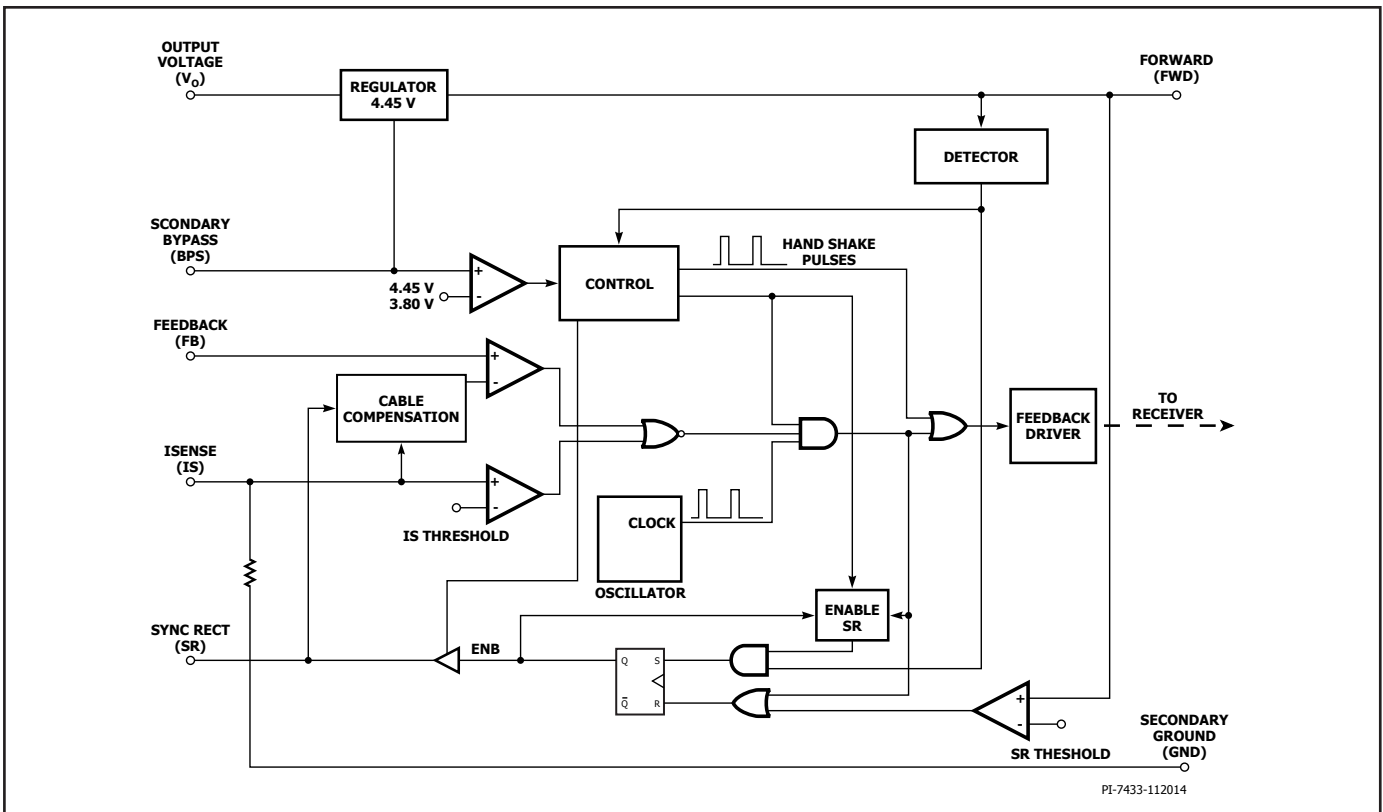 OUTPUT
VOLTAGE
(VO)
REGULATOR
4.45 V
FORWARD
(FWD)
DETECTOR
SCONDARY
BYPASS
(BPS)
+
-
4.45 V
3.80 V
CONTROL
HAND SHAKE
PULSES
FEEDBACK
(FB)
+
-
CABLE
COMPENSATION
ISENSE
(IS)
+
-
IS THRESHOLD
FEEDBACK
DRIVER
TO
RECEIVER
CLOCK
OSCILLATOR
ENABLE
SR
SYNC RECT
(SR)
ENB
Q
S
Q̅
R
+
-
SR THESHOLD
SECONDARY
GROUND
(GND)
PI-7433-112014